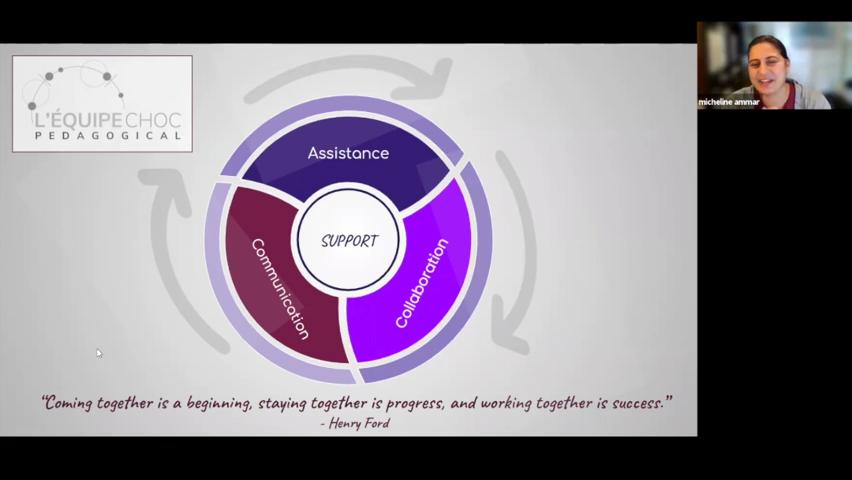 L'ÉQUIPECHOC
PEDAGOGICAL
micheline ammar
Assistance
SUPPORT
Communication
Collaboration
“Coming together is a beginning, staying together is progress, and working together is success.”
- Henry Ford